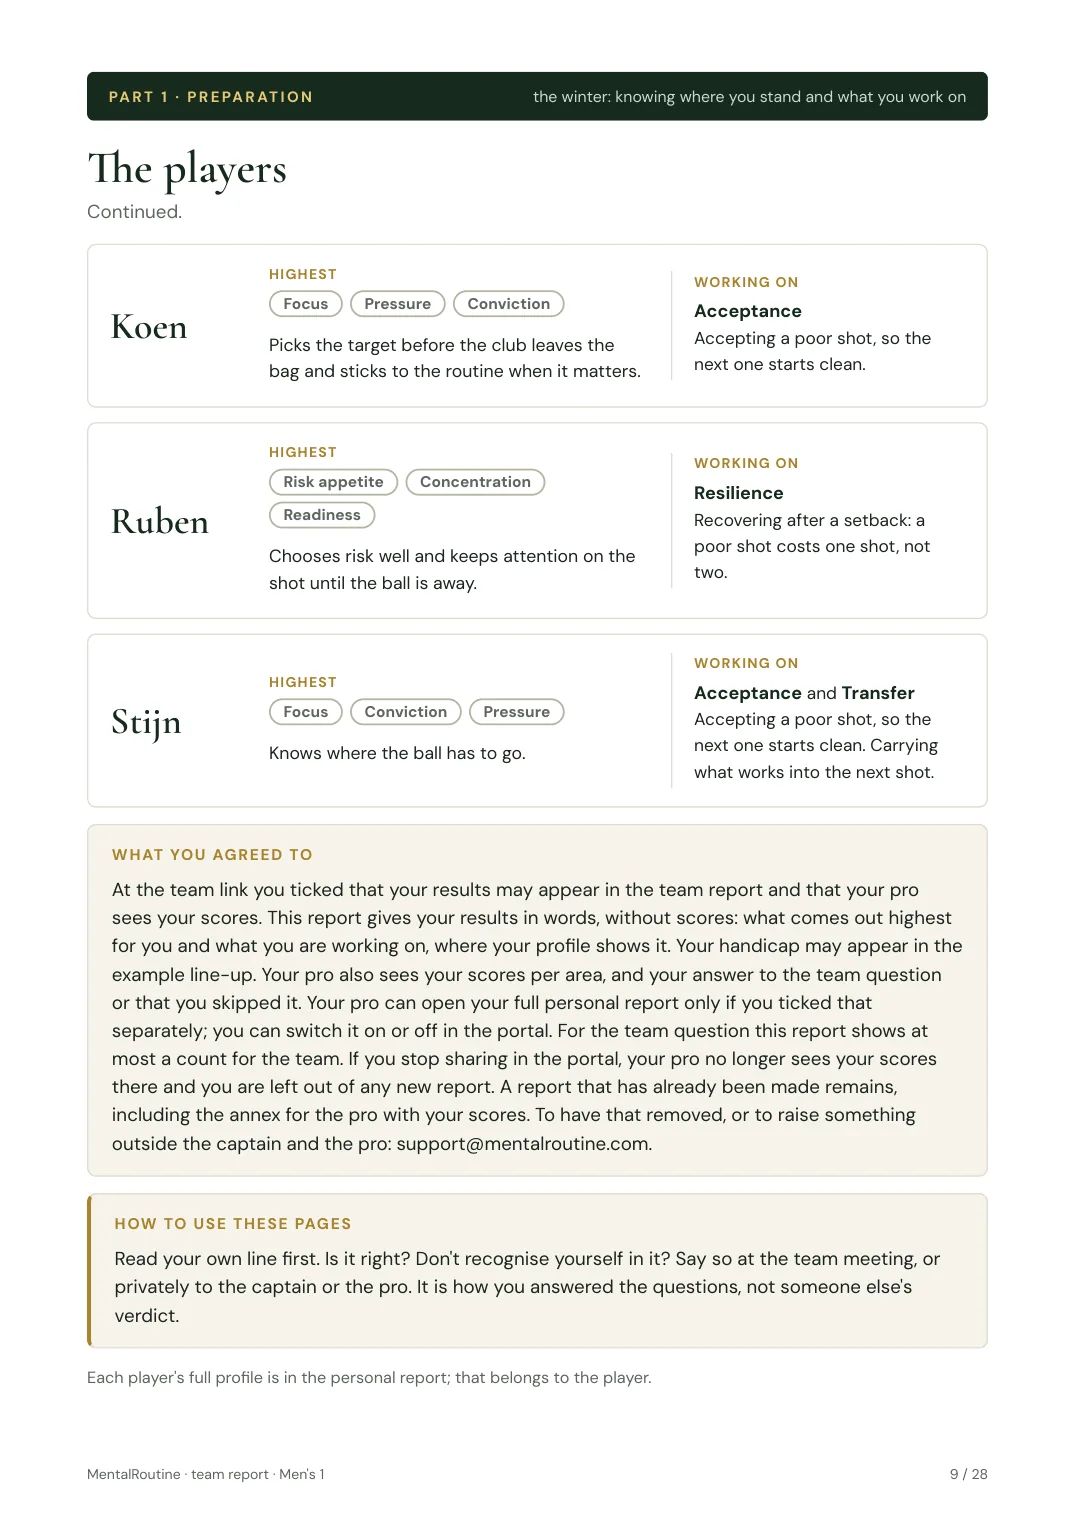 PART 1 · PREPARATION
the winter: knowing where you stand and what you work on
The players
Continued.
Koen
HIGHEST
Focus
Pressure
Conviction
Picks the target before the club leaves the
bag and sticks to the routine when it matters.
WORKING ON
Acceptance
Accepting a poor shot, so the
next one starts clean.
Ruben
HIGHEST
Risk appetite
Concentration
Readiness
Chooses risk well and keeps attention on the
shot until the ball is away.
WORKING ON
Resilience
Recovering after a setback: a
poor shot costs one shot, not
two.
Stijn
HIGHEST
Focus
Conviction
Pressure
Knows where the ball has to go.
WORKING ON
Acceptance and Transfer
Accepting a poor shot, so the
next one starts clean. Carrying
what works into the next shot.
WHAT YOU AGREED TO
At the team link you ticked that your results may appear in the team report and that your pro
sees your scores. This report gives your results in words, without scores: what comes out highest
for you and what you are working on, where your profile shows it. Your handicap may appear in the
example line-up. Your pro also sees your scores per area, and your answer to the team question
or that you skipped it. Your pro can open your full personal report only if you ticked that
separately; you can switch it on or off in the portal. For the team question this report shows at
most a count for the team. If you stop sharing in the portal, your pro no longer sees your scores
there and you are left out of any new report. A report that has already been made remains,
including the annex for the pro with your scores. To have that removed, or to raise something
outside the captain and the pro: support@mentalroutine.com.
HOW TO USE THESE PAGES
Read your own line first. Is it right? Don't recognise yourself in it? Say so at the team meeting, or
privately to the captain or the pro. It is how you answered the questions, not someone else's
verdict.
Each player's full profile is in the personal report; that belongs to the player.
MentalRoutine · team report · Men's 1
9 / 28